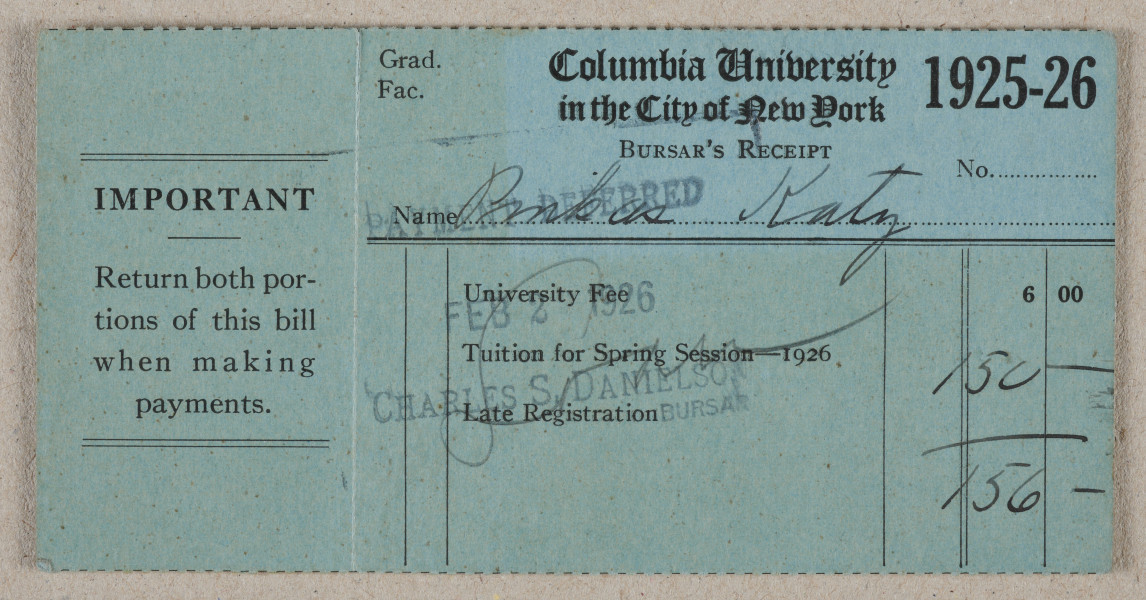 IMPORTANT
Return both por-
tions of this bill
when making
payments.
Grad.
Fac.
Columbia University
in the City of New York
1925-26
BURSAR'S RECEIPT
No.
PAYMENT DEFERRED
Name Pinkus Katy
University Fee 6 00
FEB 2 1926
Tuition for Spring Session—1926 150 —
CHARLES S. DANIELSON
Late Registration
BURSAR
156 —